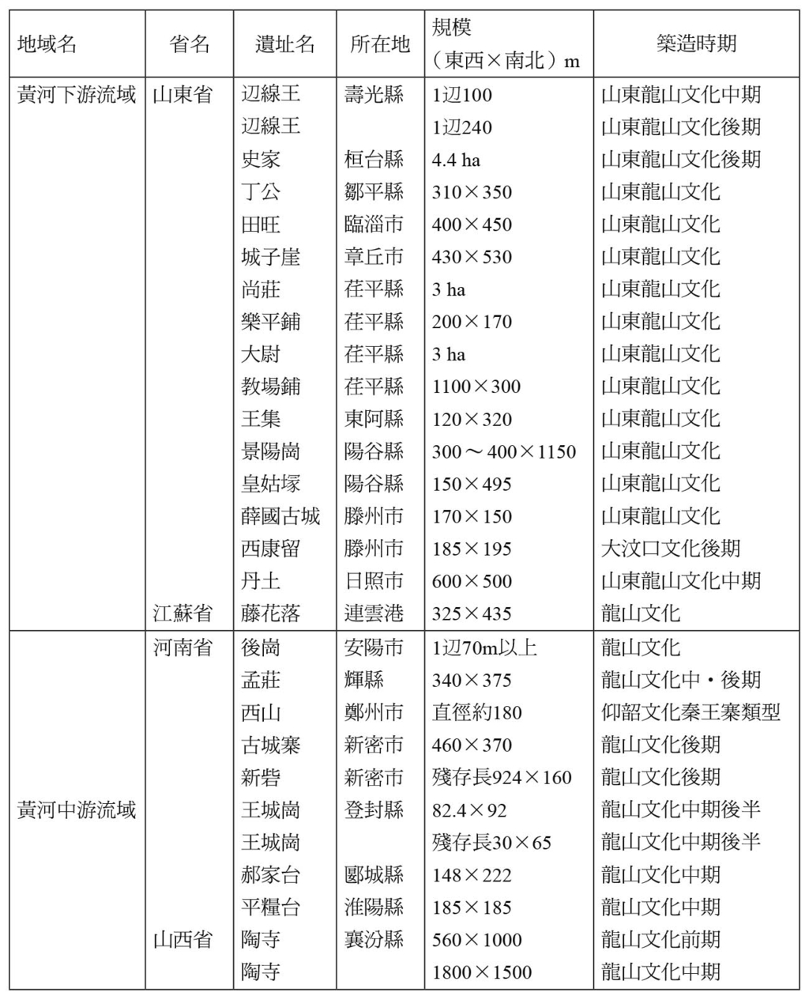 地域名 省名 遺址名 所在地 規模（東西×南北）m 築造時期
黃河下游流域 山東省 辺線王 壽光縣 1辺100 山東龍山文化中期
辺線王 1辺240 山東龍山文化後期
史家 桓台縣 4.4 ha 山東龍山文化後期
丁公 鄒平縣 310×350 山東龍山文化
田旺 臨淄市 400×450 山東龍山文化
城子崖 章丘市 430×530 山東龍山文化
尚莊 茌平縣 3 ha 山東龍山文化
樂平鋪 茌平縣 200×170 山東龍山文化
大尉 茌平縣 3 ha 山東龍山文化
教場鋪 茌平縣 1100×300 山東龍山文化
王集 東阿縣 120×320 山東龍山文化
景陽崗 陽谷縣 300～400×1150 山東龍山文化
皇姑塚 陽谷縣 150×495 山東龍山文化
薛國古城 滕州市 170×150 山東龍山文化
西康留 滕州市 185×195 大汶口文化後期
丹土 日照市 600×500 山東龍山文化中期
江蘇省 藤花落 連雲港 325×435 龍山文化
河南省 後崗 安陽市 1辺70m以上 龍山文化
孟莊 輝縣 340×375 龍山文化中・後期
西山 鄭州市 直徑約180 仰韶文化秦王寨類型
古城寨 新密市 460×370 龍山文化後期
新砦 新密市 殘存長924×160 龍山文化後期
黃河中游流域 王城崗 登封縣 82.4×92 龍山文化中期後半
王城崗 殘存長30×65 龍山文化中期後半
郝家台 郾城縣 148×222 龍山文化中期
平糧台 淮陽縣 185×185 龍山文化中期
山西省 陶寺 襄汾縣 560×1000 龍山文化前期
陶寺 1800×1500 龍山文化中期